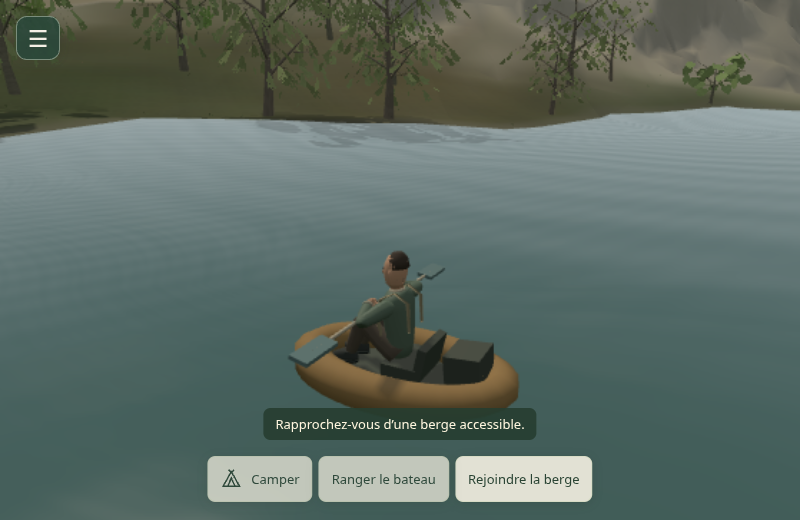 Rapprochez-vous d’une berge accessible.
Camper
Ranger le bateau
Rejoindre la berge